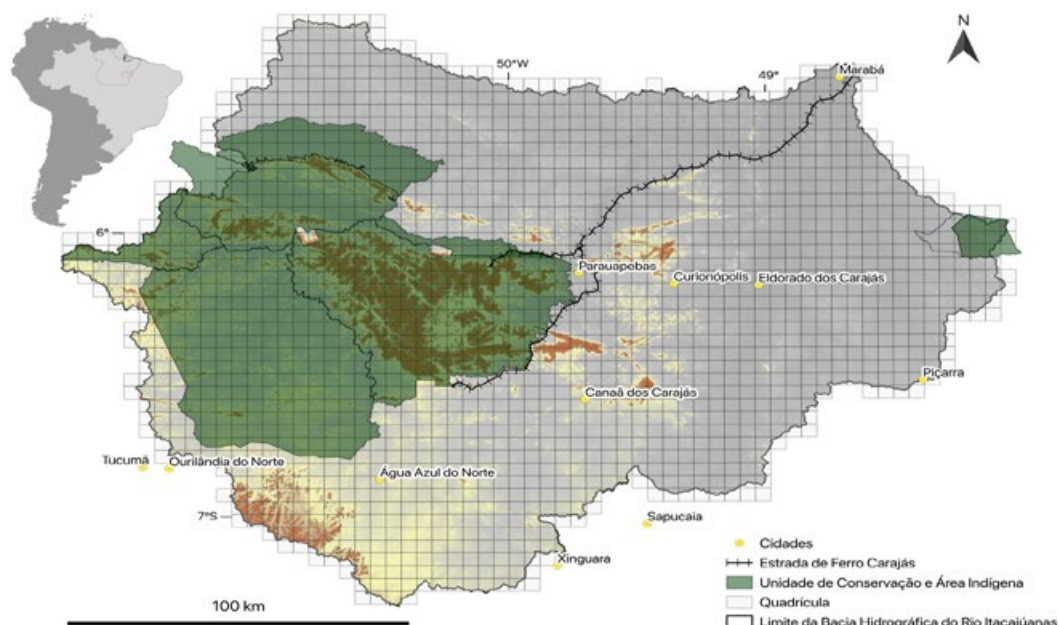 N
50°W
49°
Marabá
6°
Parauapebas
Curionópolis
Eldorado dos Carajás
Piçarra
Canaã dos Carajás
Tucumã
Ourilândia do Norte
Água Azul do Norte
7°S
Sapucaia
Xinguara
100 km
Cidades
Estrada de Ferro Carajás
Unidade de Conservação e Área Indígena
Quadrícula
Limite da Bacia Hidrográfica do Rio Itacaiúnas